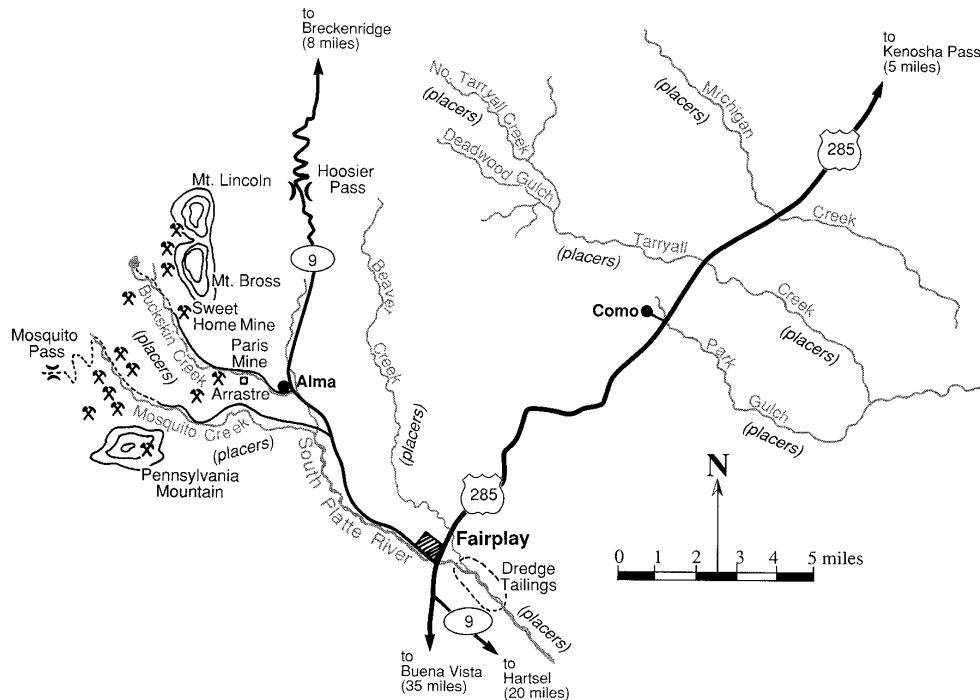 to
Breckenridge
(8 miles)
to
Kenosha Pass
(5 miles)
No. Tarryall Creek
(placers)
Michigan
(placers)
285
Deadwood Gulch
Hoosier
Pass
Mt. Lincoln
Creek
Tarryall
(placers)
9
Beaver
Mt. Bross
Buckskin Creek
(placers)
Sweet
Home Mine
Creek
(placers)
Como
Park
Mosquito
Pass
Paris
Mine
Alma
Arrastre
Creek
Gulch
(placers)
Mosquito Creek
(placers)
(placers)
South Platte River
Pennsylvania
Mountain
N
285
Fairplay
0 1 2 3 4 5 miles
Dredge
Tailings
(placers)
9
to
Buena Vista
(35 miles)
to
Hartsel
(20 miles)